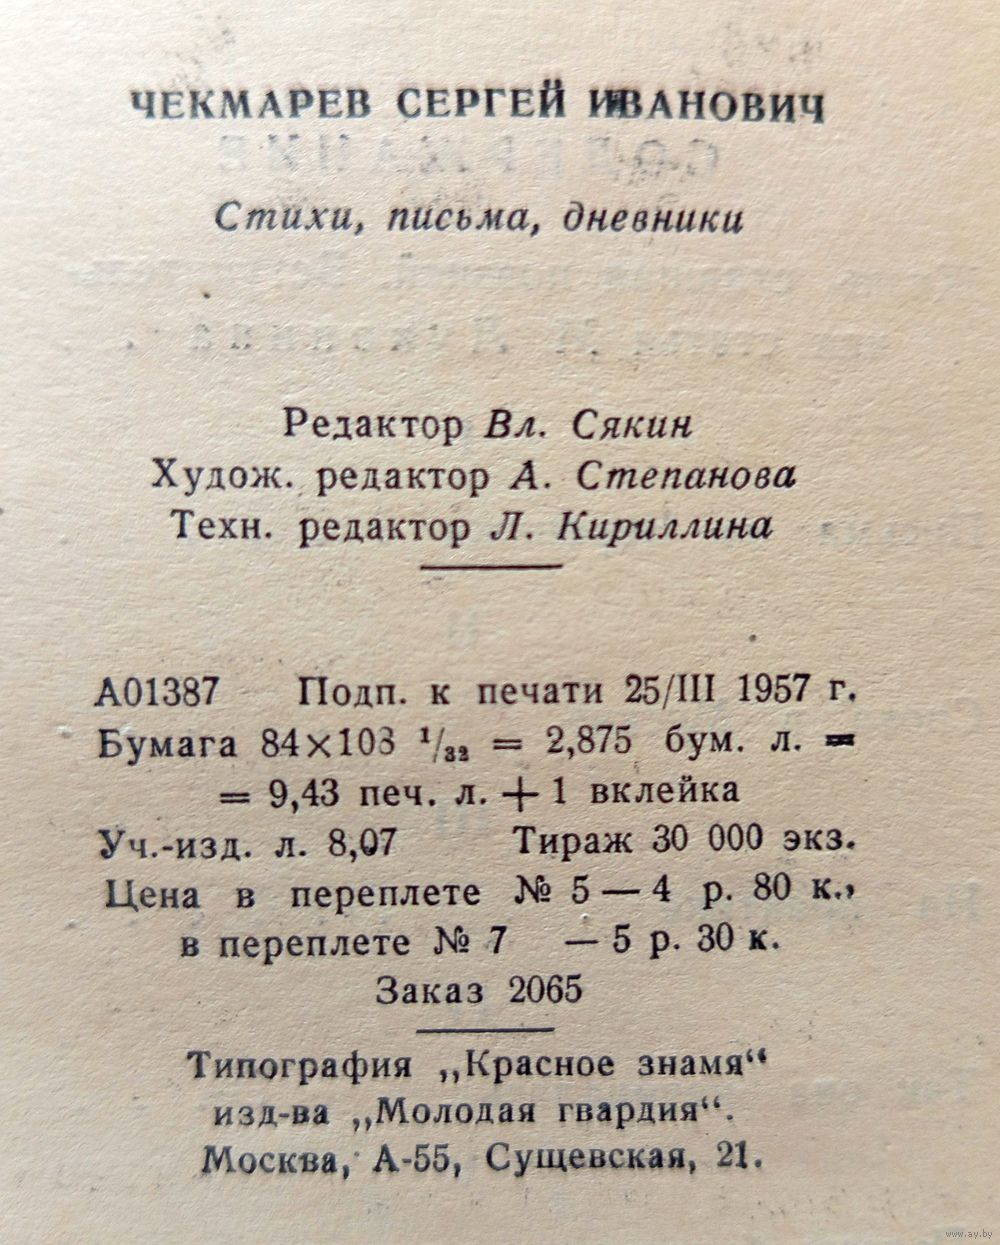 ЧЕКМАРЕВ СЕРГЕЙ ИВАНОВИЧ
Стихи, письма, дневники
Редактор Вл. Сякин
Худож. редактор А. Степанова
Техн. редактор Л. Кириллина
А01387 Подп. к печати 25/III 1957 г.
Бумага 84×108 1/32 = 2,875 бум. л. =
= 9,43 печ. л. + 1 вклейка
Уч.-изд. л. 8,07 Тираж 30 000 экз.
Цена в переплете № 5 — 4 р. 80 к.,
в переплете № 7 — 5 р. 30 к.
Заказ 2065
Типография „Красное знамя“
изд-ва „Молодая гвардия“.
Москва, А-55, Сущевская, 21.
www.ay.by